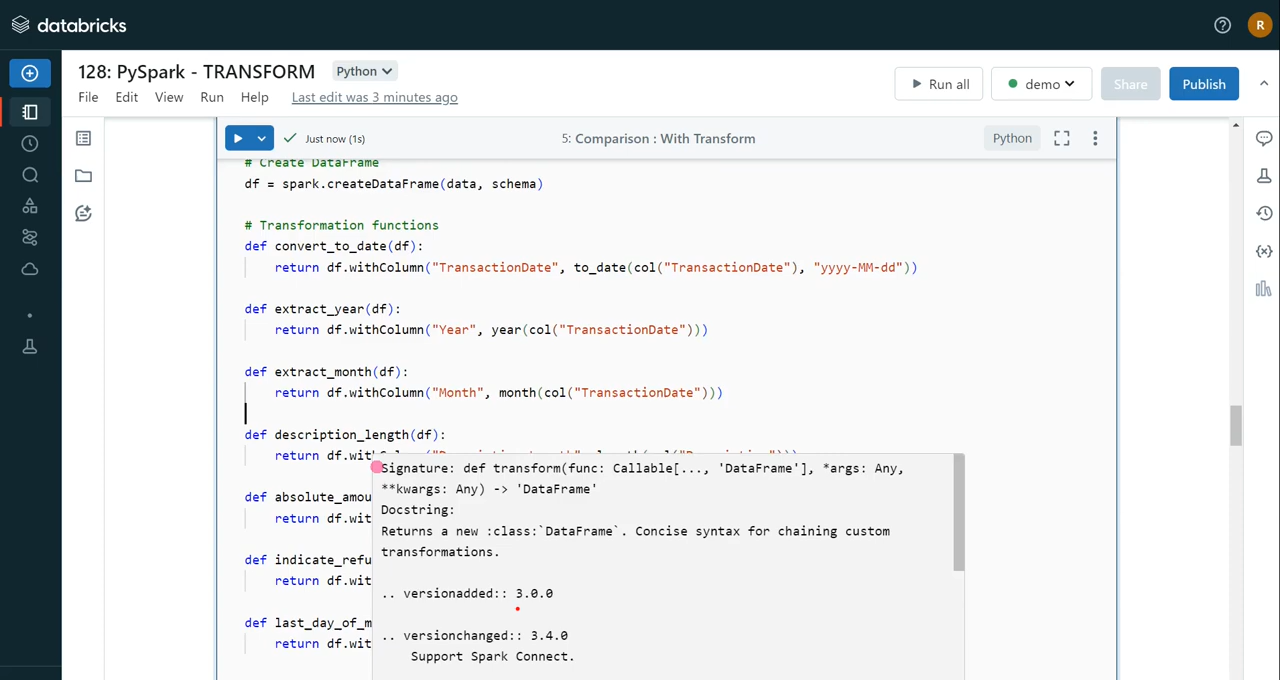 databricks
R
128: PySpark - TRANSFORM
Python
File Edit View Run Help Last edit was 3 minutes ago
Run all
demo
Share
Publish
Just now (1s)
5: Comparison : With Transform
Python
# Create DataFrame
df = spark.createDataFrame(data, schema)
# Transformation functions
def convert_to_date(df):
return df.withColumn("TransactionDate", to_date(col("TransactionDate"), "yyyy-MM-dd"))
def extract_year(df):
return df.withColumn("Year", year(col("TransactionDate")))
def extract_month(df):
return df.withColumn("Month", month(col("TransactionDate")))
def description_length(df):
return df.with
Signature: def transform(func: Callable[..., 'DataFrame'], *args: Any,
**kwargs: Any) -> 'DataFrame'
Docstring:
Returns a new :class:`DataFrame`. Concise syntax for chaining custom
transformations.
.. versionadded:: 3.0.0
.. versionchanged:: 3.4.0
Support Spark Connect.
def absolute_amou
return df.wit
def indicate_refu
return df.wit
def last_day_of_m
return df.wit